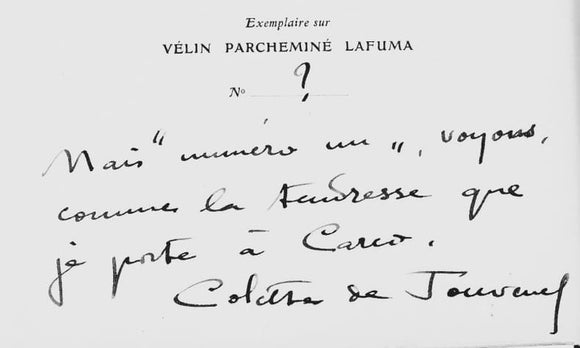 Exemplaire sur
VÉLIN PARCHEMINÉ LAFUMA
No ?
Mais "numéro un", voyons,
comme la tendresse que
je porte à Carco.
Colette de Jouvenel